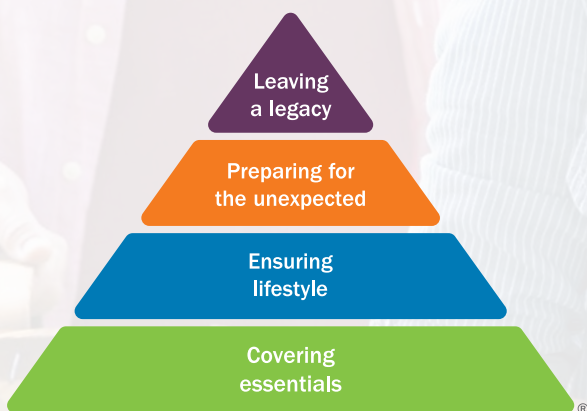 Leaving
a legacy
Preparing for
the unexpected
Ensuring
lifestyle
Covering
essentials
®